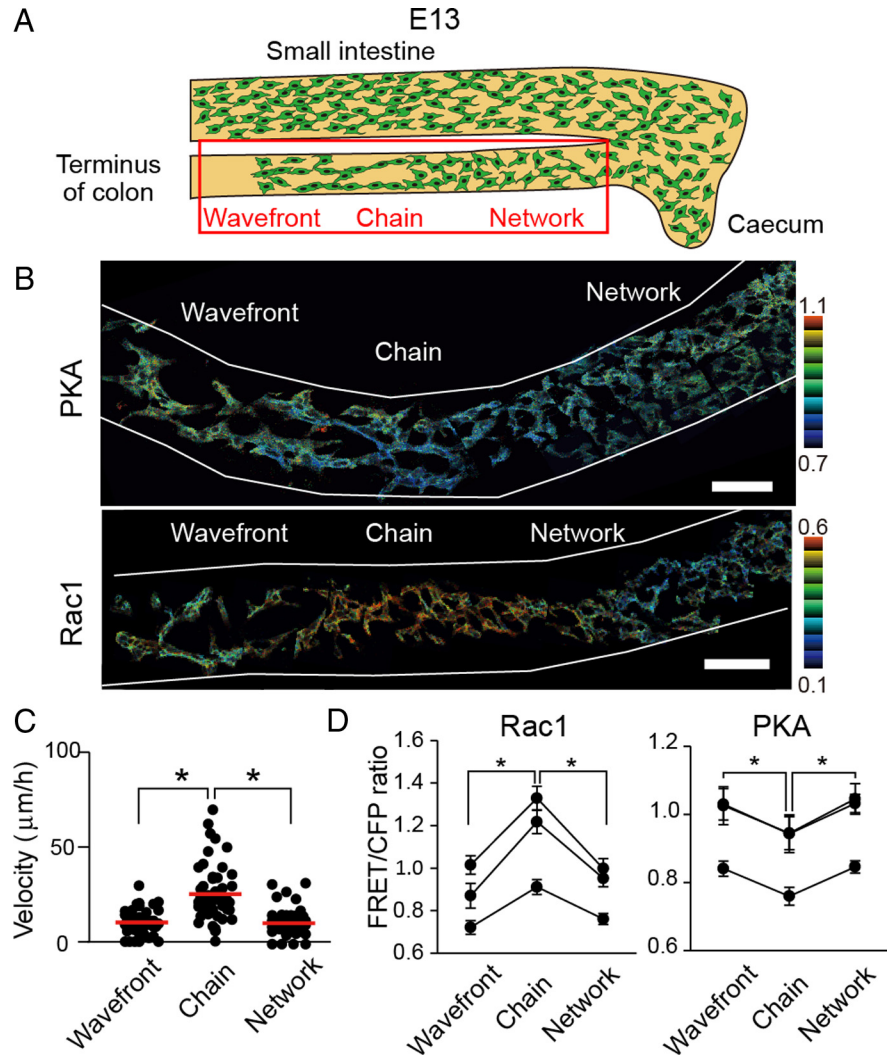 A
E13
Small intestine
Terminus
of colon
Wavefront
Chain
Network
Caecum
B
PKA
Wavefront
Chain
Network
1.1
0.7
Rac1
Wavefront
Chain
Network
0.6
0.1
C
Velocity (μm/h)
100
50
0
*
*
Wavefront
Chain
Network
D
Rac1
FRET/CFP ratio
1.6
1.4
1.2
1.0
0.8
0.6
*
*
Wavefront
Chain
Network
PKA
1.2
1.0
0.8
0.6
*
*
Wavefront
Chain
Network